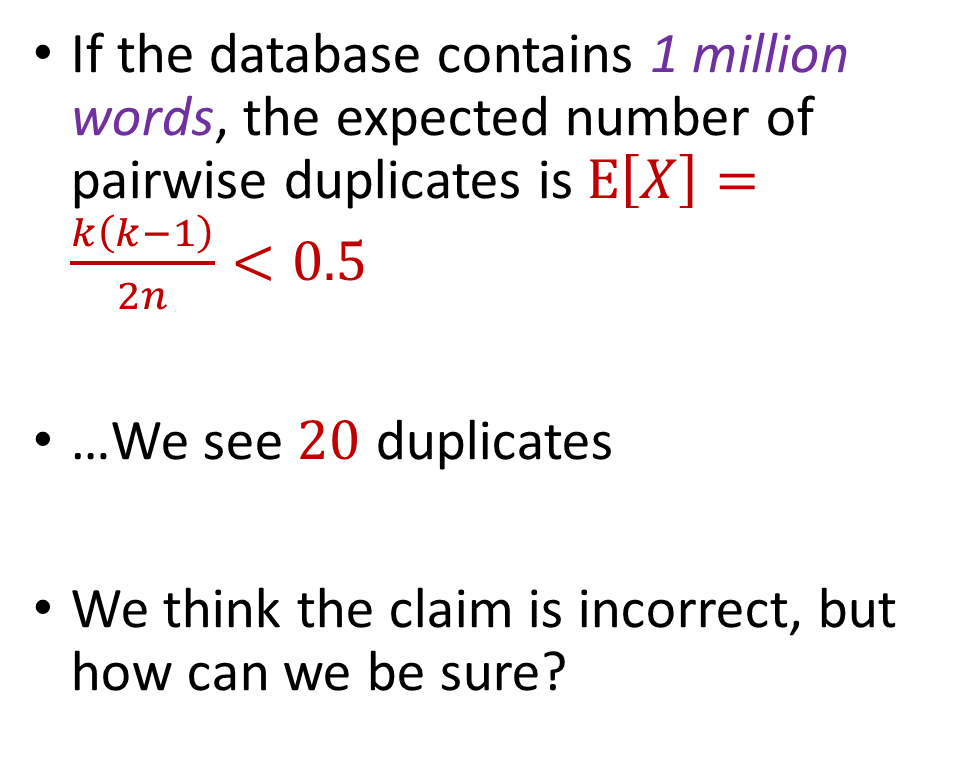 • If the database contains 1 million
words, the expected number of
pairwise duplicates is E[X] =
k(k−1)/2n < 0.5
• …We see 20 duplicates
• We think the claim is incorrect, but
how can we be sure?